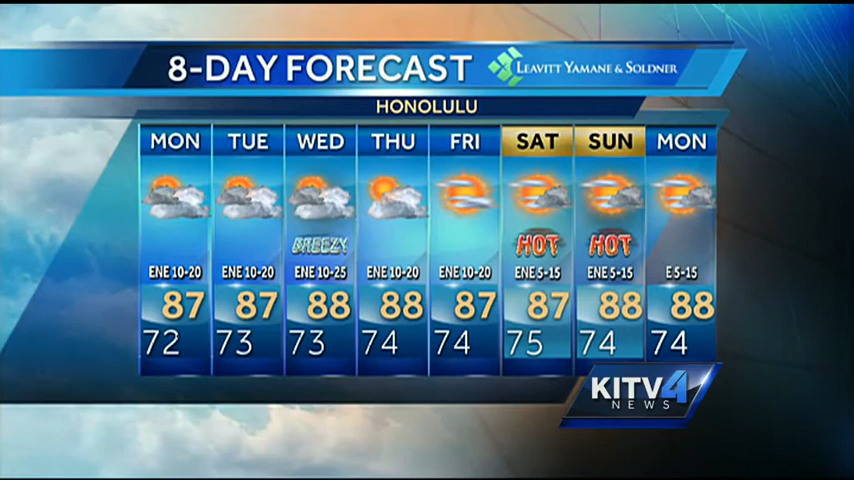 8-DAY FORECAST
LEAVITT YAMANE & SOLDNER
HONOLULU
MON TUE WED THU FRI SAT SUN MON
BREEZY HOT HOT
ENE 10-20 ENE 10-20 ENE 10-25 ENE 10-20 ENE 10-20 ENE 5-15 ENE 5-15 E 5-15
87 87 88 88 87 87 88 88
72 73 73 74 74 75 74 74
KITV4
NEWS